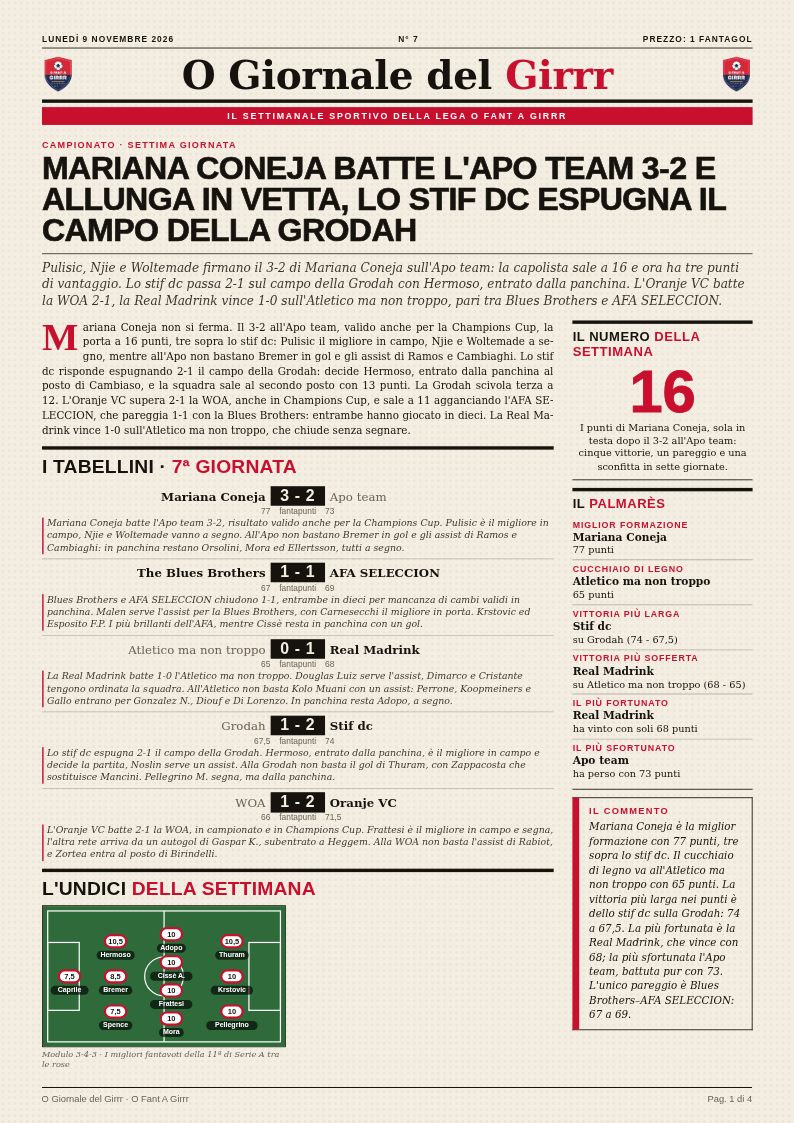 LUNEDÌ 9 NOVEMBRE 2026
N° 7
PREZZO: 1 FANTAGOL
O Giornale del Girrr
IL SETTIMANALE SPORTIVO DELLA LEGA O FANT A GIRRR
CAMPIONATO · SETTIMA GIORNATA
MARIANA CONEJA BATTE L'APO TEAM 3-2 E
ALLUNGA IN VETTA, LO STIF DC ESPUGNA IL
CAMPO DELLA GRODAH
Pulisic, Njie e Woltemade firmano il 3-2 di Mariana Coneja sull'Apo team: la capolista sale a 16 e ora ha tre punti
di vantaggio. Lo stif dc passa 2-1 sul campo della Grodah con Hermoso, entrato dalla panchina. L'Oranje VC batte
la WOA 2-1, la Real Madrink vince 1-0 sull'Atletico ma non troppo, pari tra Blues Brothers e AFA SELECCION.
Mariana Coneja non si ferma. Il 3-2 all'Apo team, valido anche per la Champions Cup, la
porta a 16 punti, tre sopra lo stif dc: Pulisic il migliore in campo, Njie e Woltemade a se-
gno, mentre all'Apo non bastano Bremer in gol e gli assist di Ramos e Cambiaghi. Lo stif
dc risponde espugnando 2-1 il campo della Grodah: decide Hermoso, entrato dalla panchina al
posto di Cambiaso, e la squadra sale al secondo posto con 13 punti. La Grodah scivola terza a
12. L'Oranje VC supera 2-1 la WOA, anche in Champions Cup, e sale a 11 agganciando l'AFA SE-
LECCION, che pareggia 1-1 con la Blues Brothers: entrambe hanno giocato in dieci. La Real Ma-
drink vince 1-0 sull'Atletico ma non troppo, che chiude senza segnare.
I TABELLINI · 7ª GIORNATA
Mariana Coneja 3 - 2 Apo team
77 fantapunti 73
Mariana Coneja batte l'Apo team 3-2, risultato valido anche per la Champions Cup. Pulisic è il migliore in
campo, Njie e Woltemade vanno a segno. All'Apo non bastano Bremer in gol e gli assist di Ramos e
Cambiaghi: in panchina restano Orsolini, Mora ed Ellertsson, tutti a segno.
The Blues Brothers 1 - 1 AFA SELECCION
67 fantapunti 69
Blues Brothers e AFA SELECCION chiudono 1-1, entrambe in dieci per mancanza di cambi validi in
panchina. Malen serve l'assist per la Blues Brothers, con Carnesecchi il migliore in porta. Krstovic ed
Esposito F.P. I più brillanti dell'AFA, mentre Cissè resta in panchina con un gol.
Atletico ma non troppo 0 - 1 Real Madrink
65 fantapunti 68
La Real Madrink batte 1-0 l'Atletico ma non troppo. Douglas Luiz serve l'assist, Dimarco e Cristante
tengono ordinata la squadra. All'Atletico non basta Kolo Muani con un assist: Perrone, Koopmeiners e
Gallo entrano per Gonzalez N., Diouf e Di Lorenzo. In panchina resta Adopo, a segno.
Grodah 1 - 2 Stif dc
67,5 fantapunti 74
Lo stif dc espugna 2-1 il campo della Grodah. Hermoso, entrato dalla panchina, è il migliore in campo e
decide la partita, Noslin serve un assist. Alla Grodah non basta il gol di Thuram, con Zappacosta che
sostituisce Mancini. Pellegrino M. segna, ma dalla panchina.
WOA 1 - 2 Oranje VC
66 fantapunti 71,5
L'Oranje VC batte 2-1 la WOA, in campionato e in Champions Cup. Frattesi è il migliore in campo e segna,
l'altra rete arriva da un autogol di Gaspar K., subentrato a Heggem. Alla WOA non basta l'assist di Rabiot,
e Zortea entra al posto di Birindelli.
L'UNDICI DELLA SETTIMANA
7,5
Caprile
10,5
Hermoso
8,5
Bremer
7,5
Spence
10
Adopo
10
Cissè A.
10
Frattesi
10
Mora
10,5
Thuram
10
Krstovic
10
Pellegrino
Modulo 3-4-3 · I migliori fantavoti della 11ª di Serie A tra
le rose
IL NUMERO DELLA
SETTIMANA
16
I punti di Mariana Coneja, sola in
testa dopo il 3-2 all'Apo team:
cinque vittorie, un pareggio e una
sconfitta in sette giornate.
IL PALMARÈS
MIGLIOR FORMAZIONE
Mariana Coneja
77 punti
CUCCHIAIO DI LEGNO
Atletico ma non troppo
65 punti
VITTORIA PIÙ LARGA
Stif dc
su Grodah (74 - 67,5)
VITTORIA PIÙ SOFFERTA
Real Madrink
su Atletico ma non troppo (68 - 65)
IL PIÙ FORTUNATO
Real Madrink
ha vinto con soli 68 punti
IL PIÙ SFORTUNATO
Apo team
ha perso con 73 punti
IL COMMENTO
Mariana Coneja è la miglior
formazione con 77 punti, tre
sopra lo stif dc. Il cucchiaio
di legno va all'Atletico ma
non troppo con 65 punti. La
vittoria più larga nei punti è
dello stif dc sulla Grodah: 74
a 67,5. La più fortunata è la
Real Madrink, che vince con
68; la più sfortunata l'Apo
team, battuta pur con 73.
L'unico pareggio è Blues
Brothers–AFA SELECCION:
67 a 69.
O Giornale del Girrr · O Fant A Girrr
Pag. 1 di 4